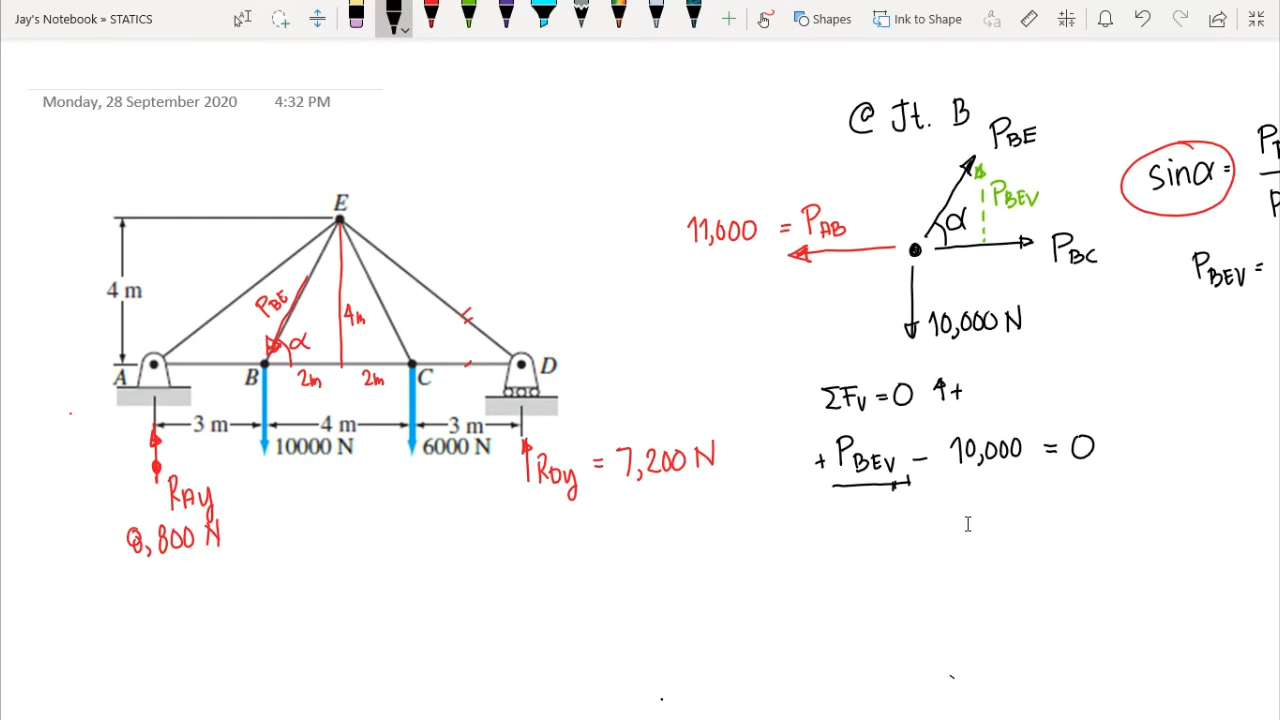 Jay's Notebook » STATICS
Shapes
Ink to Shape
Monday, 28 September 2020 4:32 PM
E
4 m
PBE
4m
α
A
B
2m
2m
C
D
3 m
4 m
3 m
10000 N
6000 N
RAy
8,800 N
RDy = 7,200 N
@ Jt. B
PBE
PBEV
α
11,000 = PAB
PBC
10,000 N
sinα =
PBEV =
ΣFV = 0 ↑+
+ PBEV - 10,000 = 0